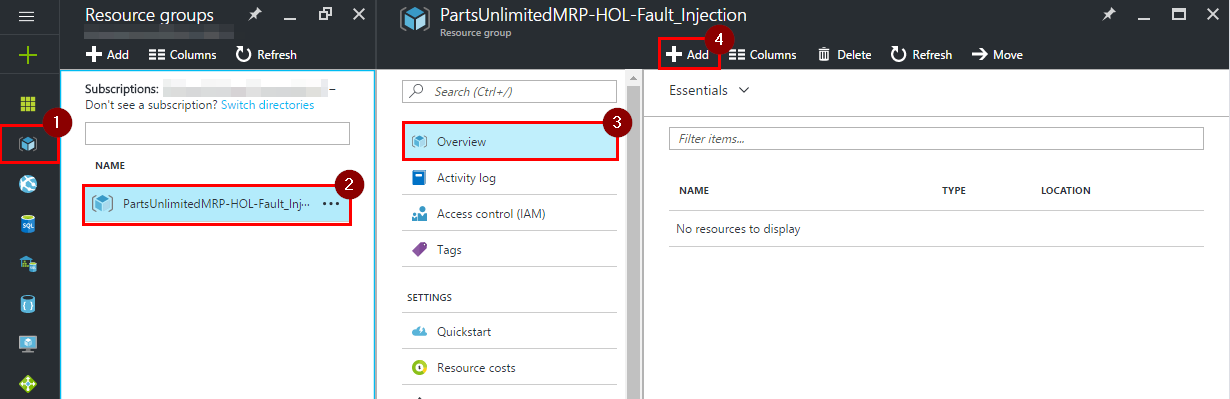 Resource groups
Add Columns Refresh
Subscriptions: –
Don't see a subscription? Switch directories
1
NAME
2
PartsUnlimitedMRP-HOL-Fault_Inj··· ···
PartsUnlimitedMRP-HOL-Fault_Injection
Resource group
4
Add Columns Delete Refresh Move
Search (Ctrl+/)
3
Overview
Activity log
Access control (IAM)
Tags
SETTINGS
Quickstart
Resource costs
Essentials
Filter items...
NAME TYPE LOCATION
No resources to display
SQL